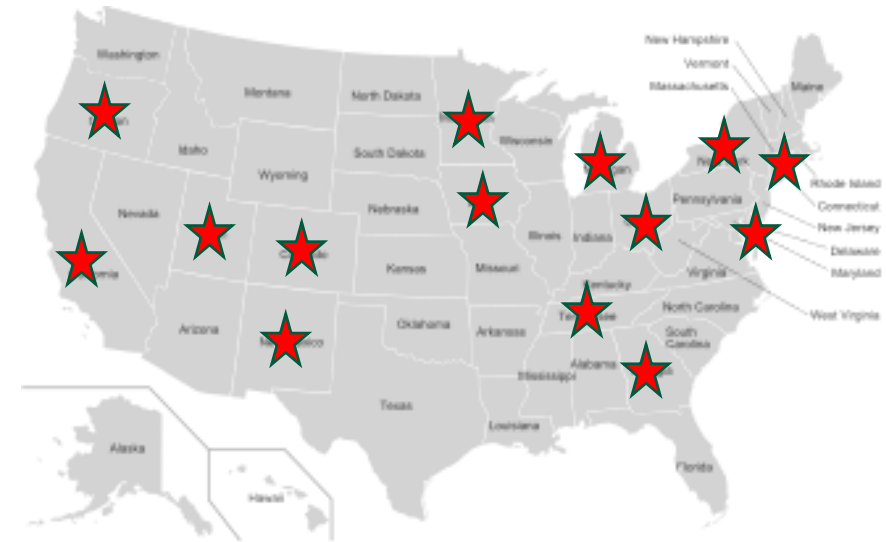 New Hampshire
Vermont
Massachusetts
Washington
Maine
Montana
North Dakota
Wisconsin
Idaho
South Dakota
Wyoming
Rhode Island
Connecticut
Pennsylvania
Nevada
Nebraska
New Jersey
Illinois
Indiana
Delaware
Kansas
Missouri
Virginia
Maryland
Kentucky
North Carolina
West Virginia
Arizona
Oklahoma
Arkansas
South
Carolina
Alabama
Mississippi
Texas
Louisiana
Alaska
Florida
Hawaii